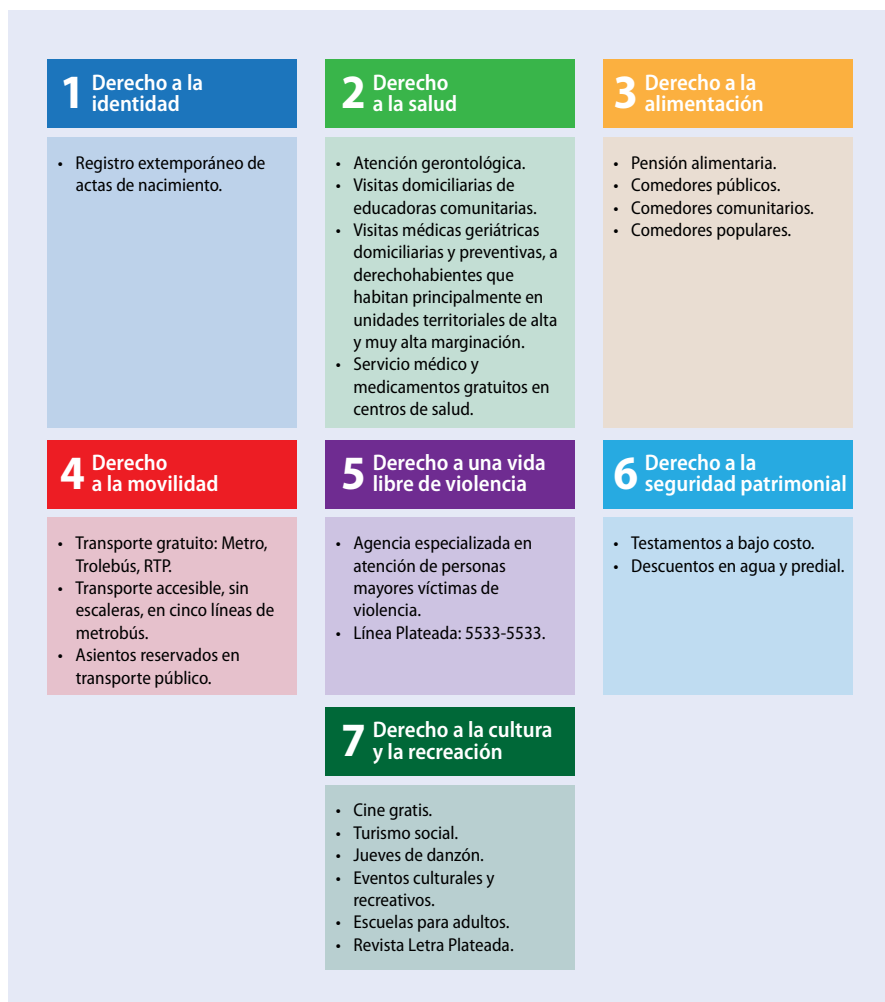 1 Derecho a la
identidad
• Registro extemporáneo de
actas de nacimiento.
2 Derecho
a la salud
• Atención gerontológica.
• Visitas domiciliarias de
educadoras comunitarias.
• Visitas médicas geriátricas
domiciliarias y preventivas, a
derechohabientes que
habitan principalmente en
unidades territoriales de alta
y muy alta marginación.
• Servicio médico y
medicamentos gratuitos en
centros de salud.
3 Derecho a la
alimentación
• Pensión alimentaria.
• Comedores públicos.
• Comedores comunitarios.
• Comedores populares.
4 Derecho
a la movilidad
• Transporte gratuito: Metro,
Trolebús, RTP.
• Transporte accesible, sin
escaleras, en cinco líneas de
metrobús.
• Asientos reservados en
transporte público.
5 Derecho a una vida
libre de violencia
• Agencia especializada en
atención de personas
mayores víctimas de
violencia.
• Línea Plateada: 5533-5533.
6 Derecho a la
seguridad patrimonial
• Testamentos a bajo costo.
• Descuentos en agua y predial.
7 Derecho a la cultura
y la recreación
• Cine gratis.
• Turismo social.
• Jueves de danzón.
• Eventos culturales y
recreativos.
• Escuelas para adultos.
• Revista Letra Plateada.